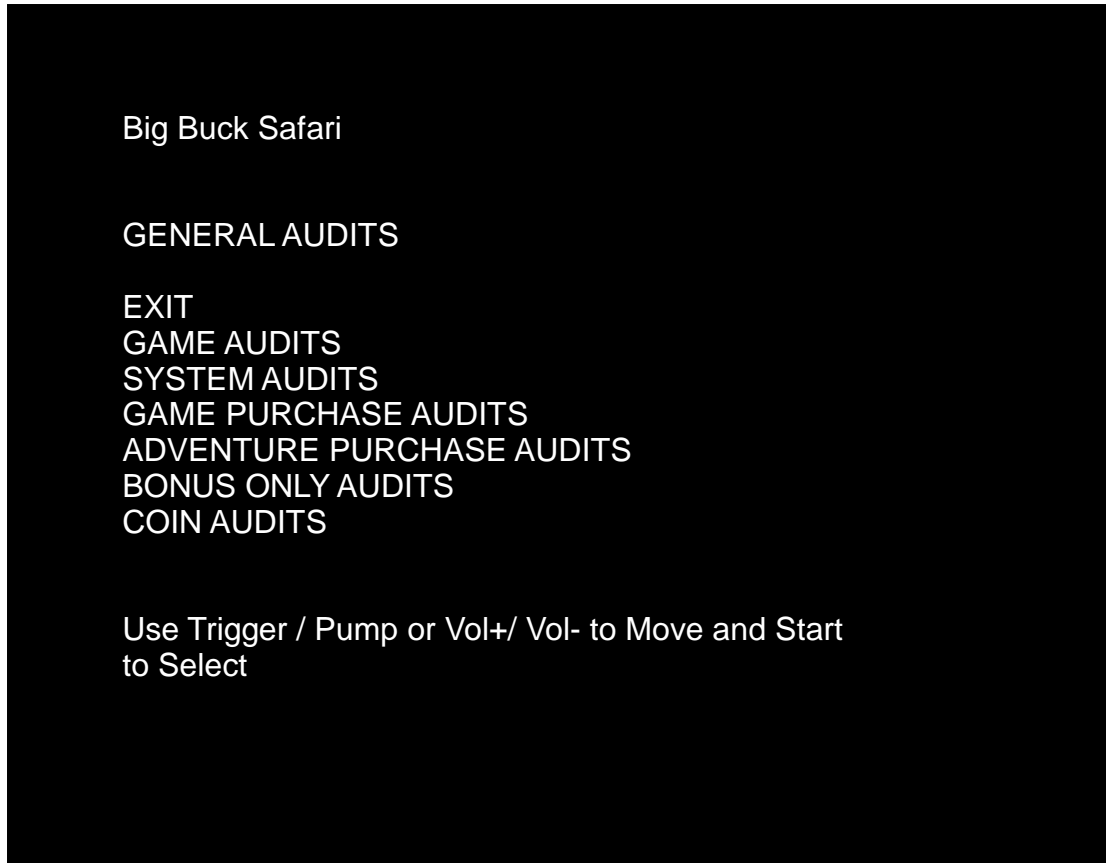 Big Buck Safari
GENERAL AUDITS
EXIT
GAME AUDITS
SYSTEM AUDITS
GAME PURCHASE AUDITS
ADVENTURE PURCHASE AUDITS
BONUS ONLY AUDITS
COIN AUDITS
Use Trigger / Pump or Vol+/ Vol- to Move and Start
to Select